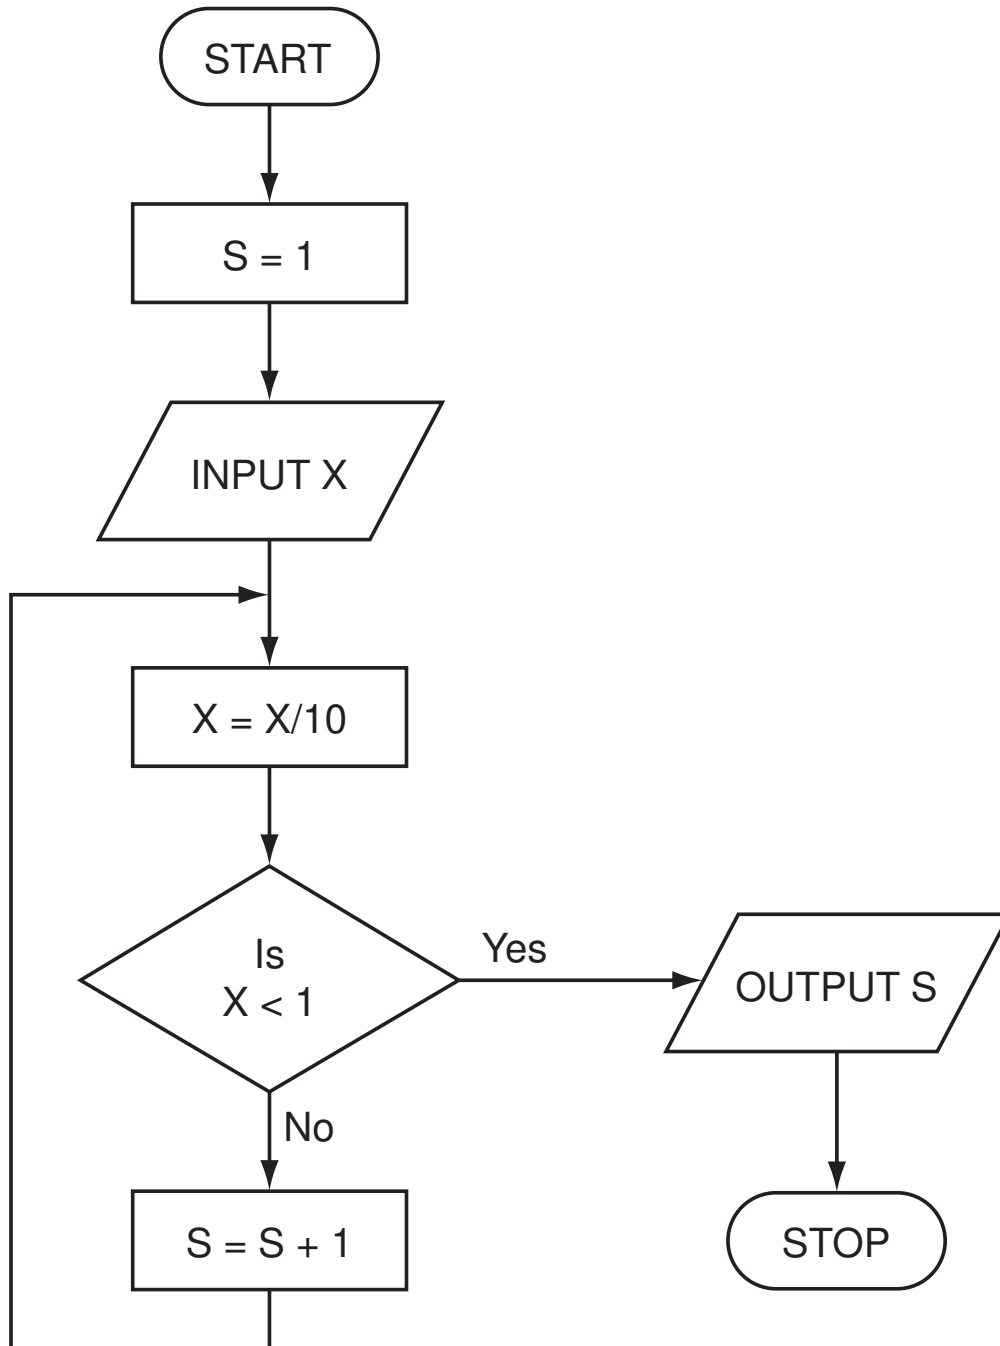 START
S = 1
INPUT X
X = X/10
Is
X < 1
Yes
OUTPUT S
No
S = S + 1
STOP